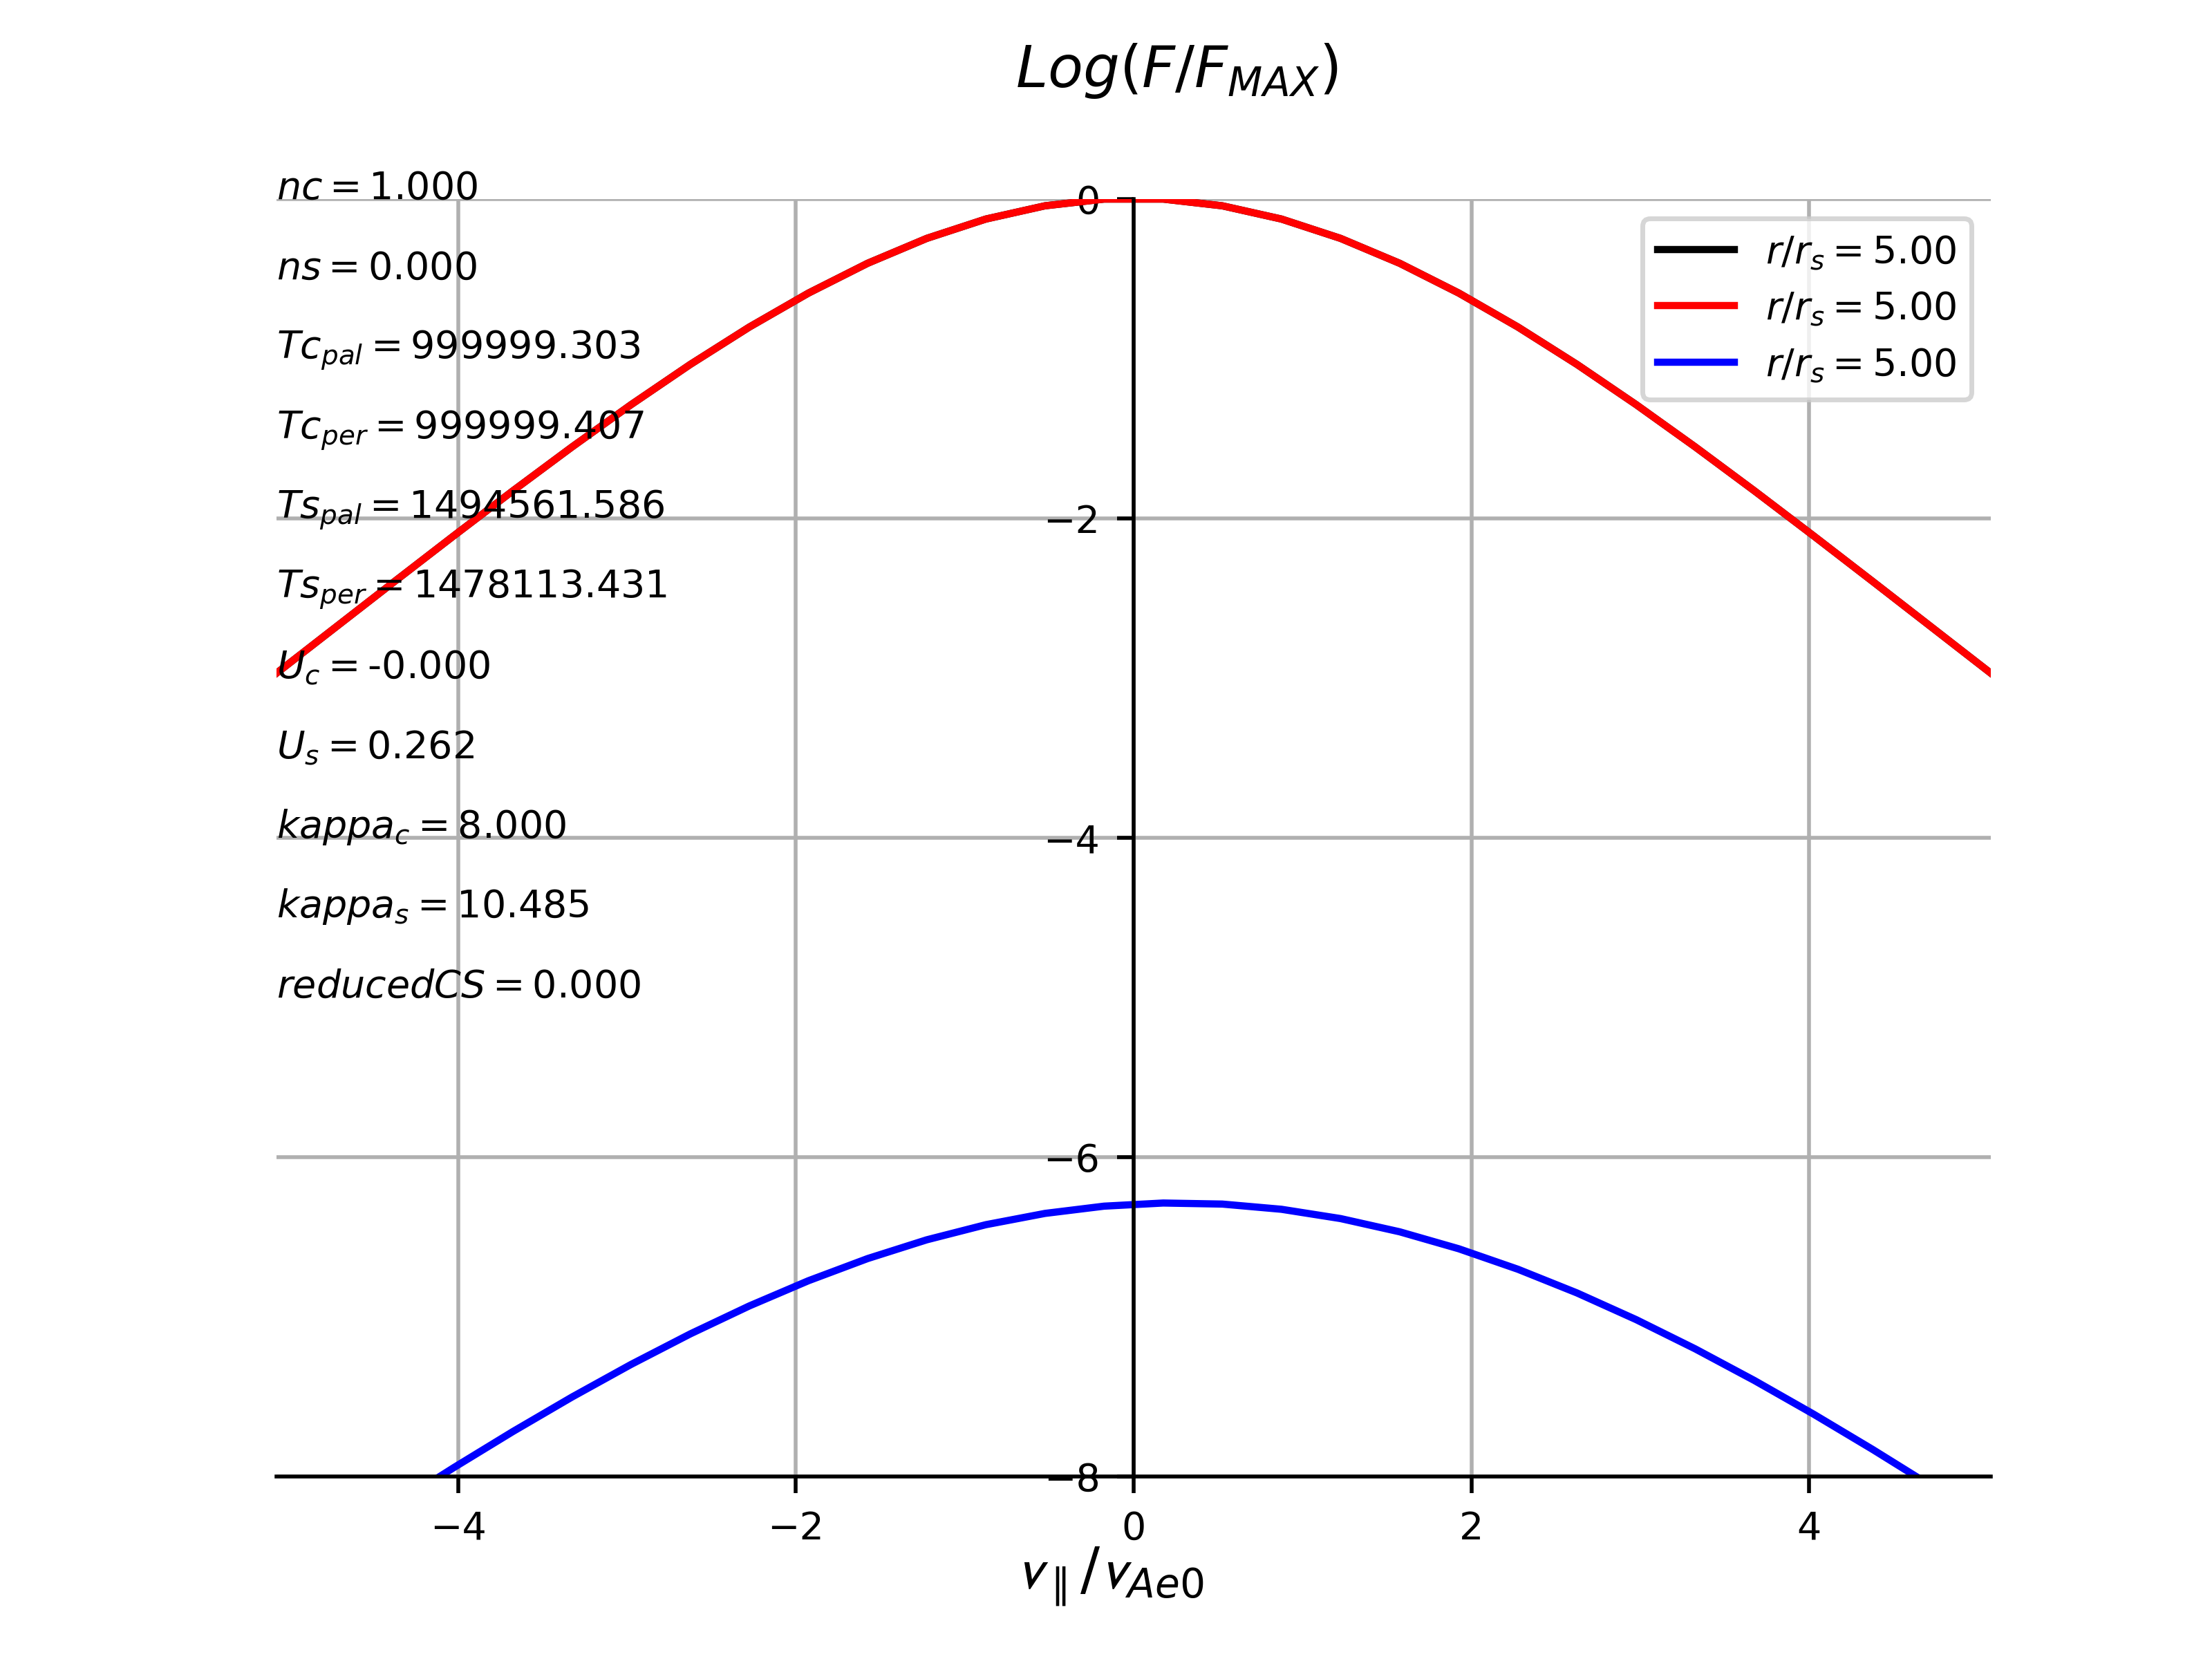 Log(F/F_MAX)
nc = 1.000
ns = 0.000
Tc_pal = 999999.303
Tc_per = 999999.407
Ts_pal = 1494561.586
Ts_per = 1478113.431
U_c = -0.000
U_s = 0.262
kappa_c = 8.000
kappa_s = 10.485
reducedCS = 0.000
r/r_s = 5.00
r/r_s = 5.00
r/r_s = 5.00
0
−2
−4
−6
−8
−4 −2 0 2 4
v_∥/v_Ae0